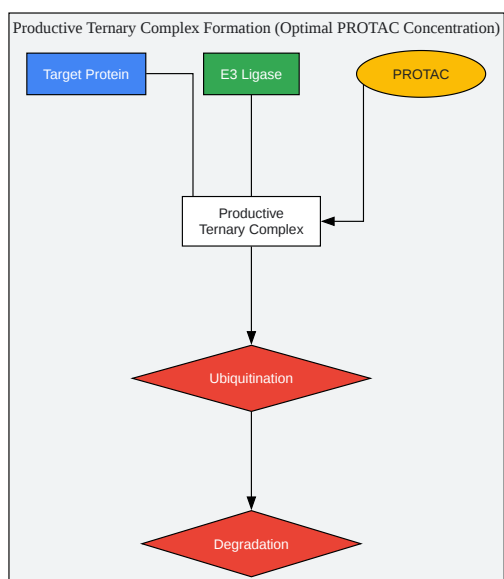 Productive Ternary Complex Formation (Optimal PROTAC Concentration)
Target Protein
E3 Ligase
PROTAC
Productive
Ternary Complex
Ubiquitination
Degradation